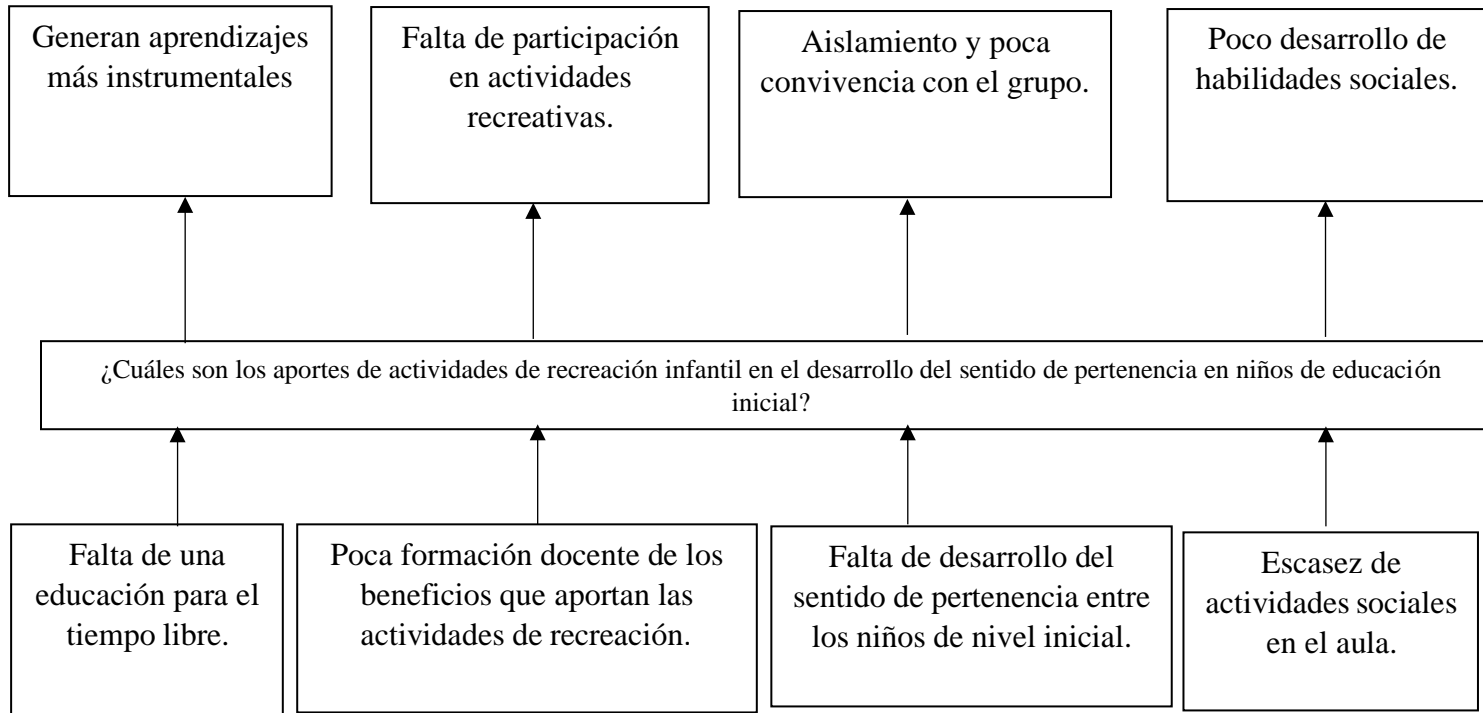 Generan aprendizajes
más instrumentales
Falta de participación
en actividades
recreativas.
Aislamiento y poca
convivencia con el grupo.
Poco desarrollo de
habilidades sociales.
¿Cuáles son los aportes de actividades de recreación infantil en el desarrollo del sentido de pertenencia en niños de educación
inicial?
Falta de una
educación para el
tiempo libre.
Poca formación docente de los
beneficios que aportan las
actividades de recreación.
Falta de desarrollo del
sentido de pertenencia entre
los niños de nivel inicial.
Escasez de
actividades sociales
en el aula.